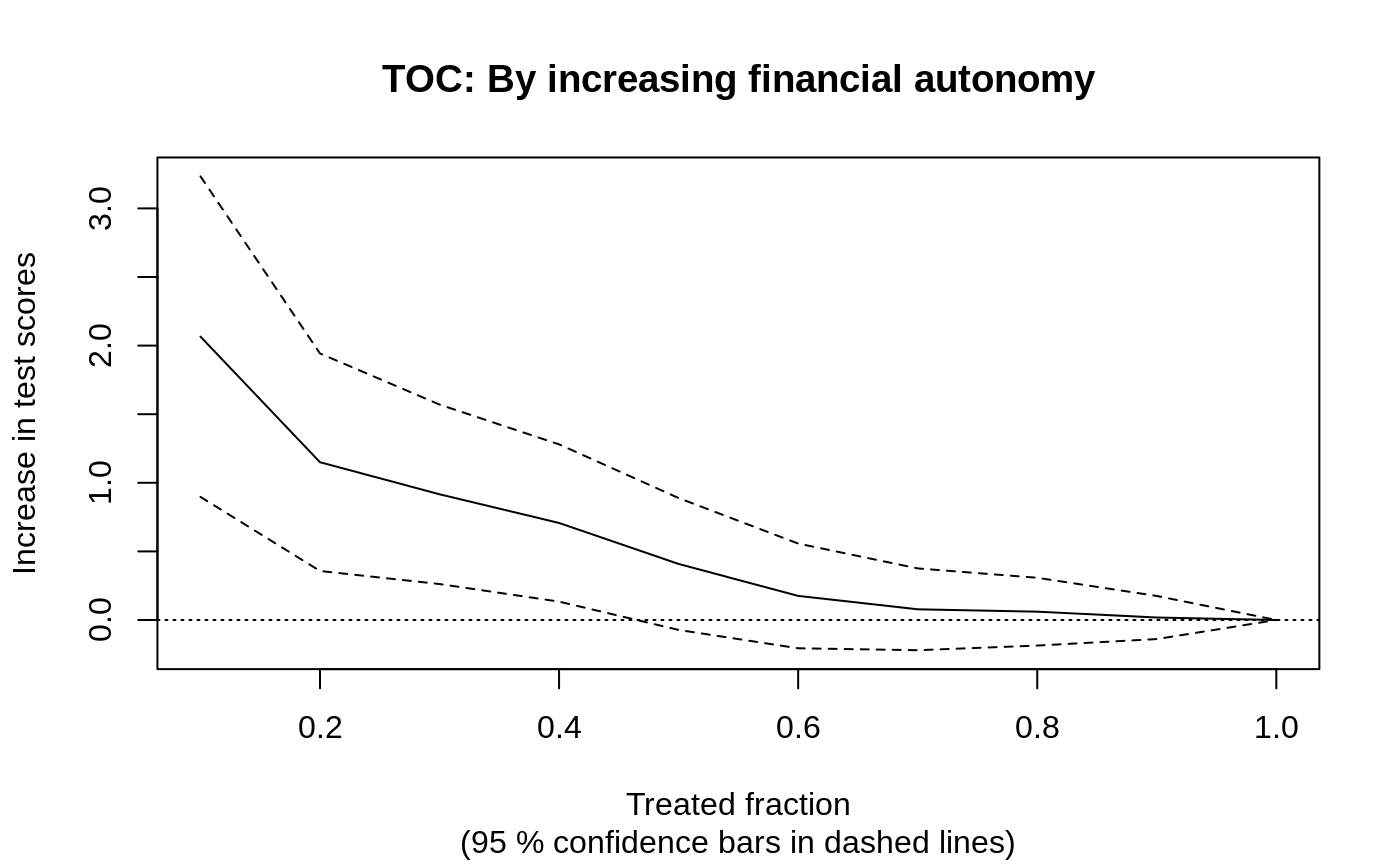 TOC: By increasing financial autonomy
Increase in test scores
3.0
2.0
1.0
0.0
0.2 0.4 0.6 0.8 1.0
Treated fraction
(95 % confidence bars in dashed lines)